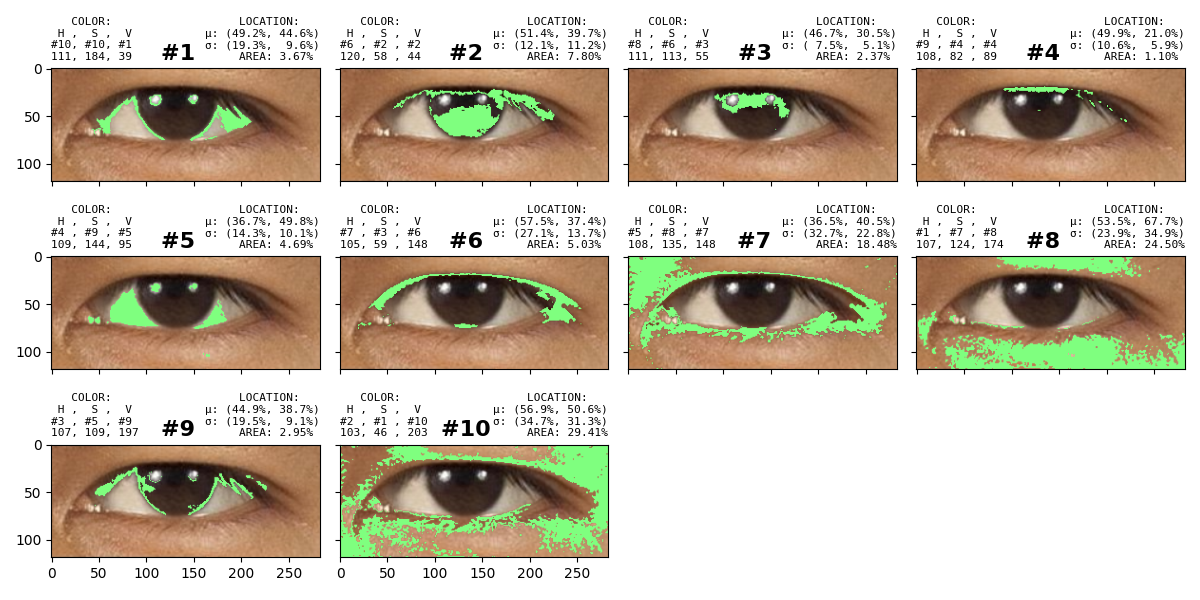 COLOR: LOCATION:
H , S , V μ: (49.2%, 44.6%)
#10, #10, #1 σ: (19.3%, 9.6%)
111, 184, 39 #1 AREA: 3.67%
COLOR: LOCATION:
H , S , V μ: (51.4%, 39.7%)
#6 , #2 , #2 σ: (12.1%, 11.2%)
120, 58 , 44 #2 AREA: 7.80%
COLOR: LOCATION:
H , S , V μ: (46.7%, 30.5%)
#8 , #6 , #3 σ: ( 7.5%, 5.1%)
111, 113, 55 #3 AREA: 2.37%
COLOR: LOCATION:
H , S , V μ: (49.9%, 21.0%)
#9 , #4 , #4 σ: (10.6%, 5.9%)
108, 82 , 89 #4 AREA: 1.10%
0
50
100
COLOR: LOCATION:
H , S , V μ: (36.7%, 49.8%)
#4 , #9 , #5 σ: (14.3%, 10.1%)
109, 144, 95 #5 AREA: 4.69%
COLOR: LOCATION:
H , S , V μ: (57.5%, 37.4%)
#7 , #3 , #6 σ: (27.1%, 13.7%)
105, 59 , 148 #6 AREA: 5.03%
COLOR: LOCATION:
H , S , V μ: (36.5%, 40.5%)
#5 , #8 , #7 σ: (32.7%, 22.8%)
108, 135, 148 #7 AREA: 18.48%
COLOR: LOCATION:
H , S , V μ: (53.5%, 67.7%)
#1 , #7 , #8 σ: (23.9%, 34.9%)
107, 124, 174 #8 AREA: 24.50%
0
50
100
COLOR: LOCATION:
H , S , V μ: (44.9%, 38.7%)
#3 , #5 , #9 σ: (19.5%, 9.1%)
107, 109, 197 #9 AREA: 2.95%
COLOR: LOCATION:
H , S , V μ: (56.9%, 50.6%)
#2 , #1 , #10 σ: (34.7%, 31.3%)
103, 46 , 203 #10 AREA: 29.41%
0
50
100
0 50 100 150 200 250
0 50 100 150 200 250